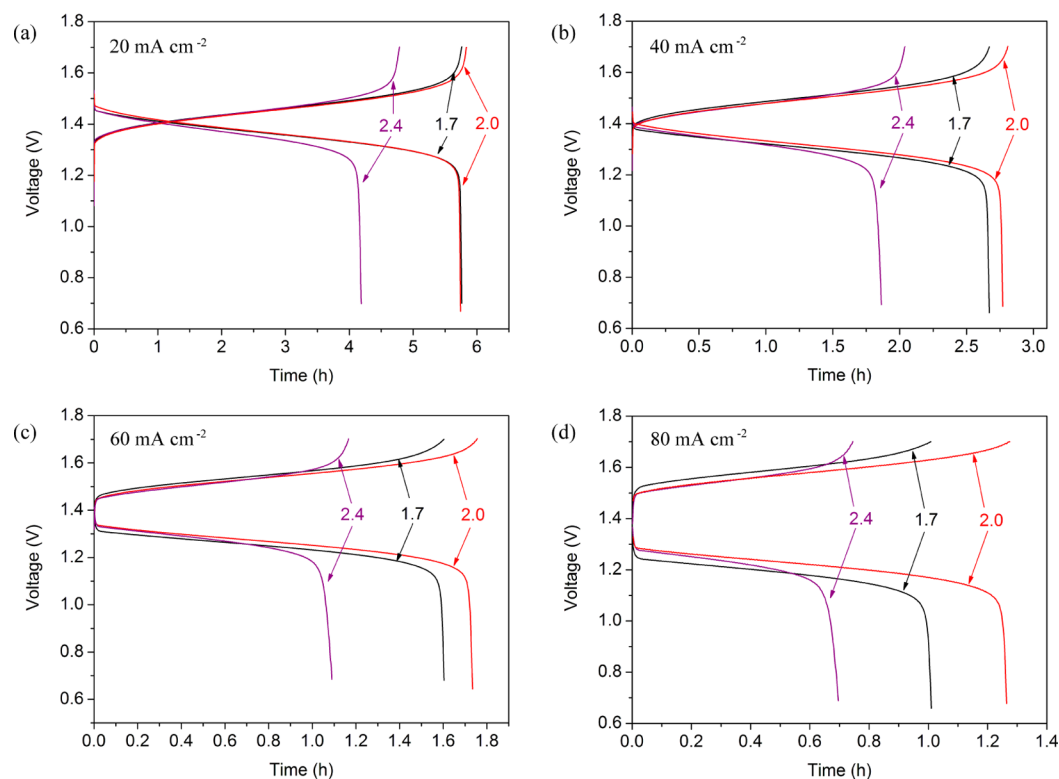 (a)
20 mA cm⁻²
1.8
1.6
1.4
1.2
1.0
0.8
0.6
Voltage (V)
2.4
1.7
2.0
0 1 2 3 4 5 6
Time (h)
(b)
40 mA cm⁻²
1.8
1.6
1.4
1.2
1.0
0.8
0.6
Voltage (V)
2.4
1.7
2.0
0.0 0.5 1.0 1.5 2.0 2.5 3.0
Time (h)
(c)
60 mA cm⁻²
1.8
1.6
1.4
1.2
1.0
0.8
0.6
Voltage (V)
2.4
1.7
2.0
0.0 0.2 0.4 0.6 0.8 1.0 1.2 1.4 1.6 1.8
Time (h)
(d)
80 mA cm⁻²
1.8
1.6
1.4
1.2
1.0
0.8
0.6
Voltage (V)
2.4
1.7
2.0
0.0 0.2 0.4 0.6 0.8 1.0 1.2 1.4
Time (h)